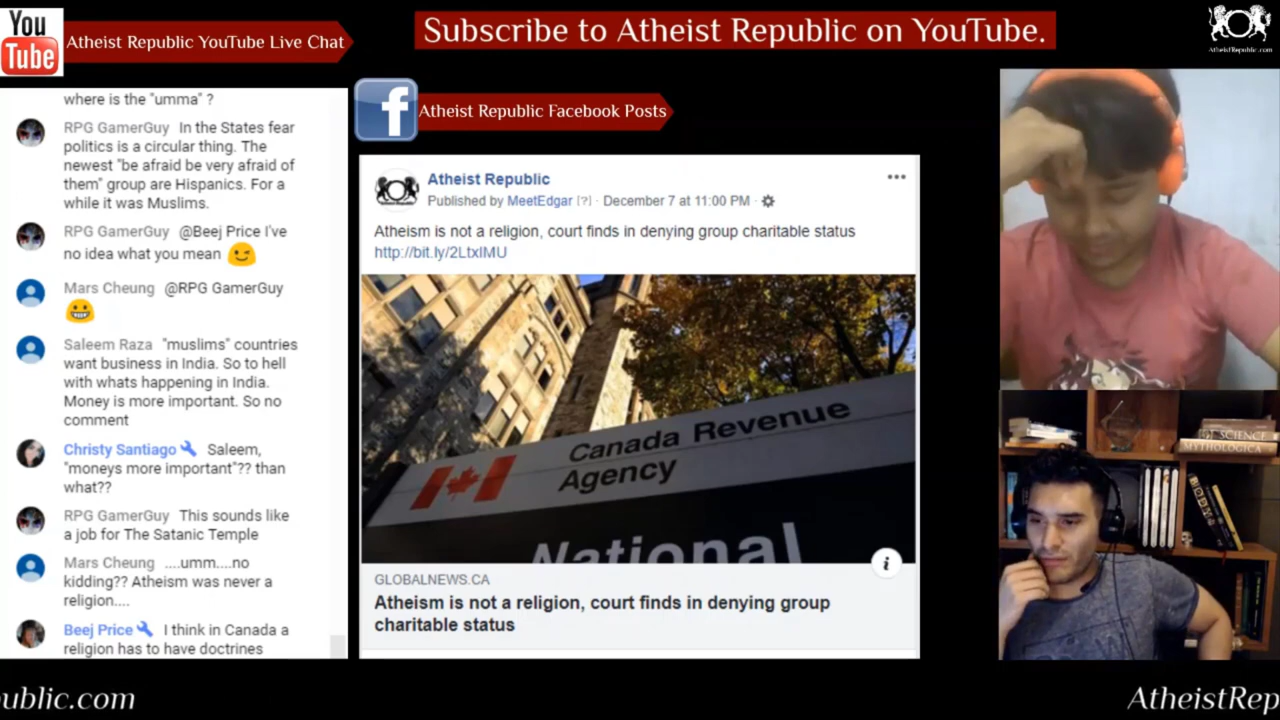 You
Tube
Atheist Republic YouTube Live Chat
Subscribe to Atheist Republic on YouTube.
AtheistRepublic.com
where is the "umma" ?
RPG GamerGuy In the States fear
politics is a circular thing. The
newest "be afraid be very afraid of
them" group are Hispanics. For a
while it was Muslims.
RPG GamerGuy @Beej Price I've
no idea what you mean 😉
Mars Cheung @RPG GamerGuy
😀
Saleem Raza "muslims" countries
want business in India. So to hell
with whats happening in India.
Money is more important. So no
comment
Christy Santiago Saleem,
"moneys more important"?? than
what??
RPG GamerGuy This sounds like
a job for The Satanic Temple
Mars Cheung ....umm....no
kidding?? Atheism was never a
religion....
Beej Price I think in Canada a
religion has to have doctrines
f
Atheist Republic Facebook Posts
Atheist Republic
Published by MeetEdgar [?] · December 7 at 11:00 PM ·
Atheism is not a religion, court finds in denying group charitable status
http://bit.ly/2LtxIMU
Canada Revenue
Agency
National
i
GLOBALNEWS.CA
Atheism is not a religion, court finds in denying group
charitable status
SCIENCE
MYTHOLOGICA
ublic.com
AtheistRep